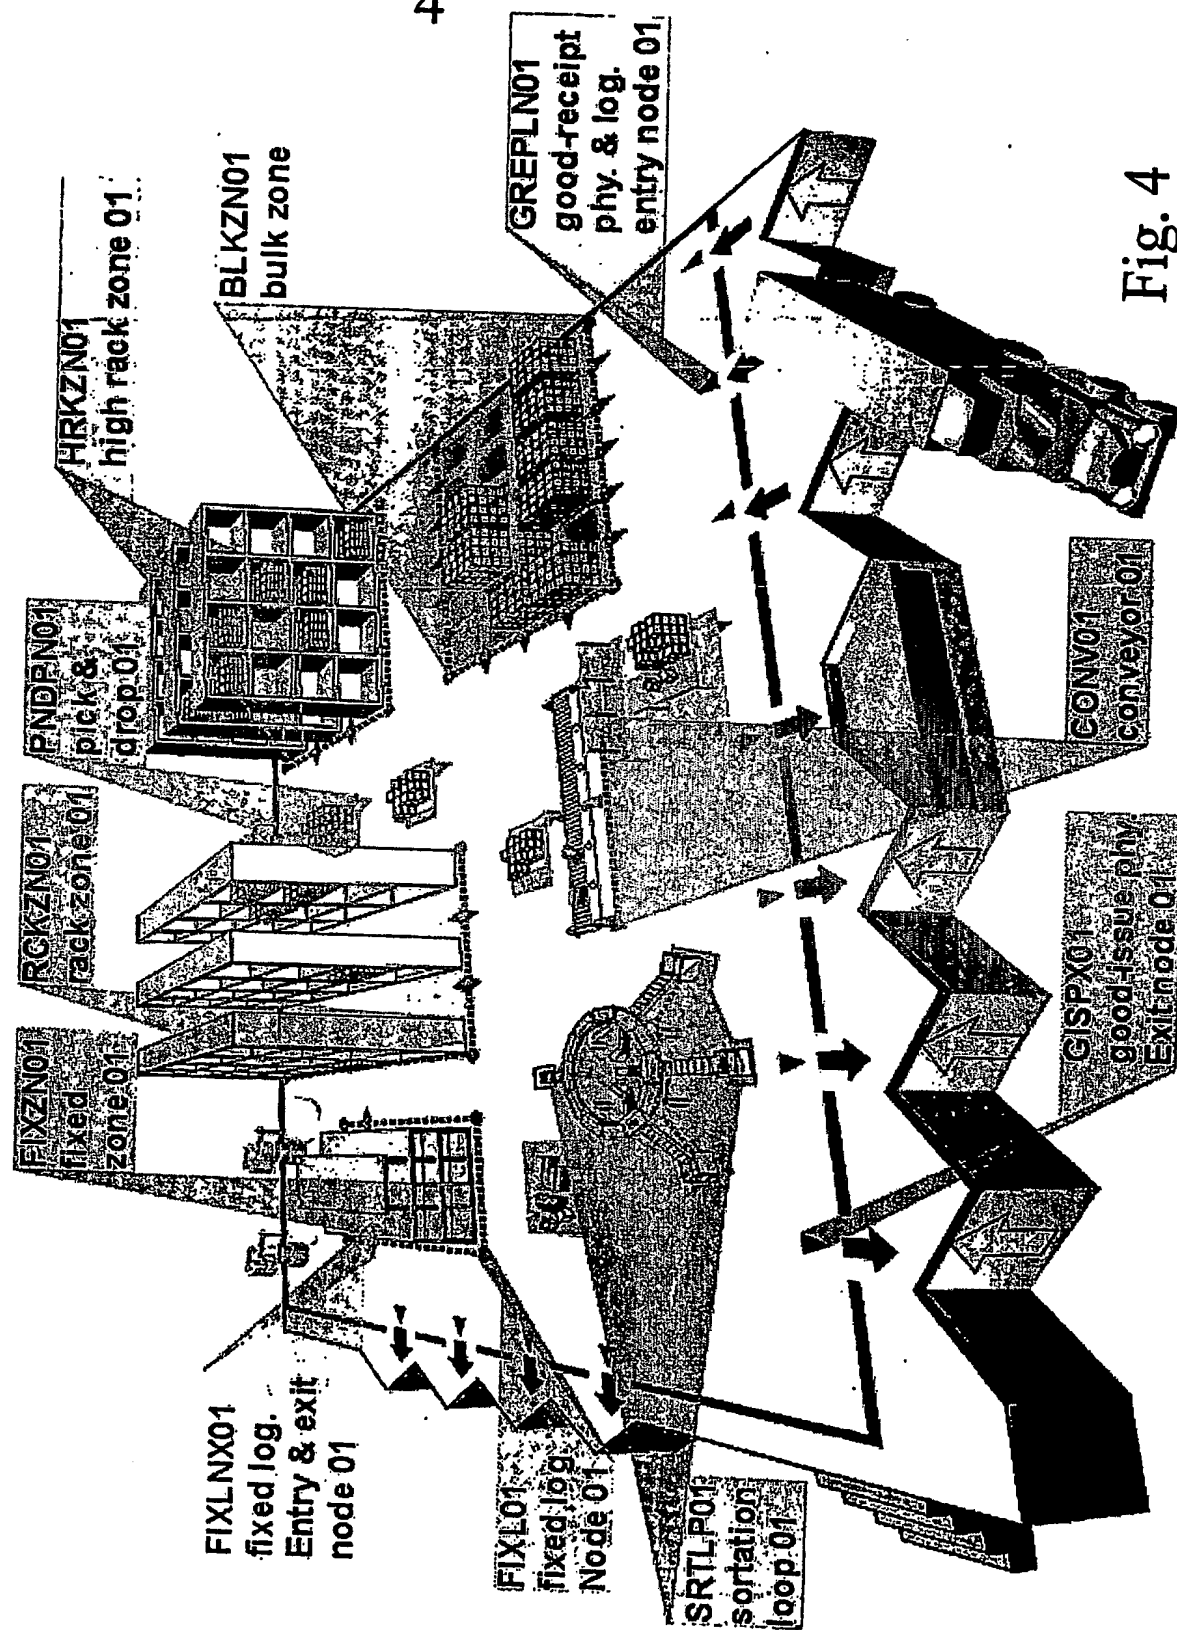 4
FIXLNX01
fixed log.
Entry & exit
node 01
FIXZN01
fixed
zone 01
RCKZN01
rack zone 01
PNDPN01
pick &
drop 01
HRKZN01
high rack zone 01
BLKZN01
bulk zone
GREPLN01
good-receipt
phy. & log.
entry node 01
FIXL01
fixed log
Node 01
SRTLP01
sortation
loop 01
GISPX01
good-issue phy
Exit node 01
CONV01
conveyor 01
Fig. 4